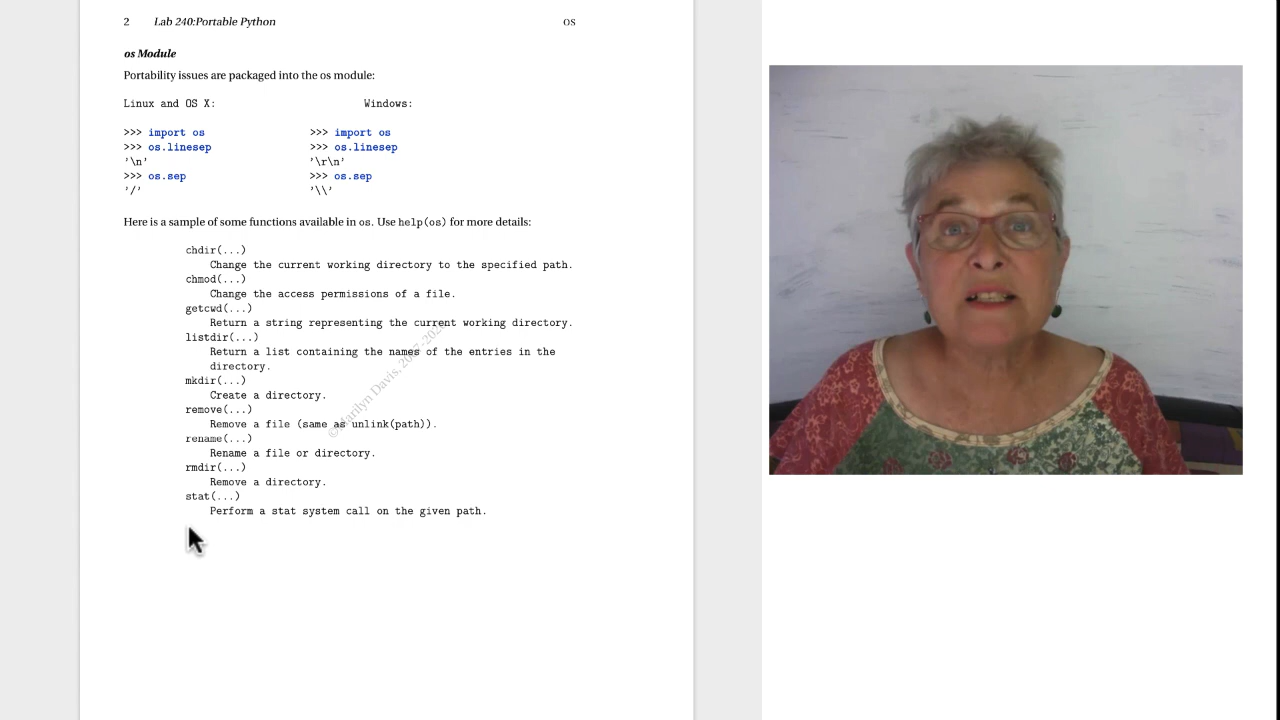 2 Lab 240:Portable Python OS
os Module
Portability issues are packaged into the os module:
Linux and OS X: Windows:
>>> import os >>> import os
>>> os.linesep >>> os.linesep
'\n' '\r\n'
>>> os.sep >>> os.sep
'/' '\\'
Here is a sample of some functions available in os. Use help(os) for more details:
chdir(...)
Change the current working directory to the specified path.
chmod(...)
Change the access permissions of a file.
getcwd(...)
Return a string representing the current working directory.
listdir(...)
Return a list containing the names of the entries in the
directory.
mkdir(...)
Create a directory.
remove(...)
Remove a file (same as unlink(path)).
rename(...)
Rename a file or directory.
rmdir(...)
Remove a directory.
stat(...)
Perform a stat system call on the given path.
©Marilyn Davis,